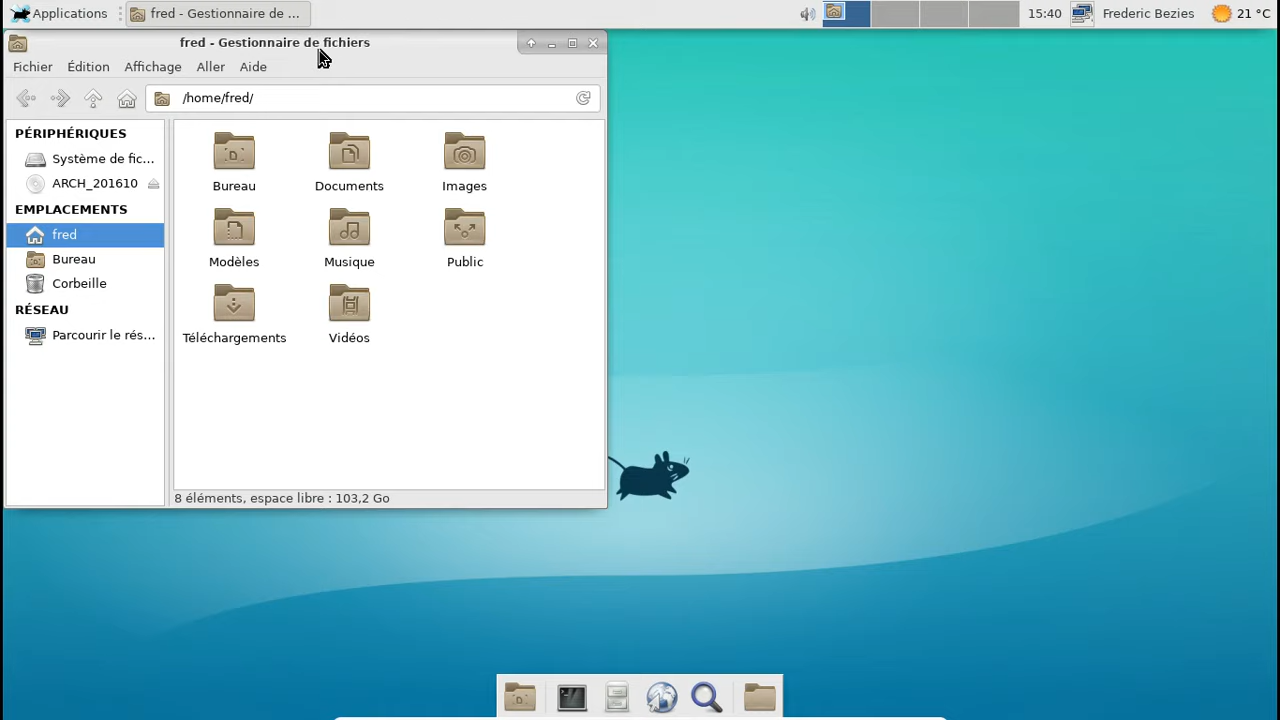 Applications
fred - Gestionnaire de ...
15:40
Frederic Bezies
21 °C
fred - Gestionnaire de fichiers
Fichier Édition Affichage Aller Aide
/home/fred/
PÉRIPHÉRIQUES
Système de fic...
ARCH_201610
EMPLACEMENTS
fred
Bureau
Corbeille
RÉSEAU
Parcourir le rés...
Bureau Documents Images
Modèles Musique Public
Téléchargements Vidéos
8 éléments, espace libre : 103,2 Go